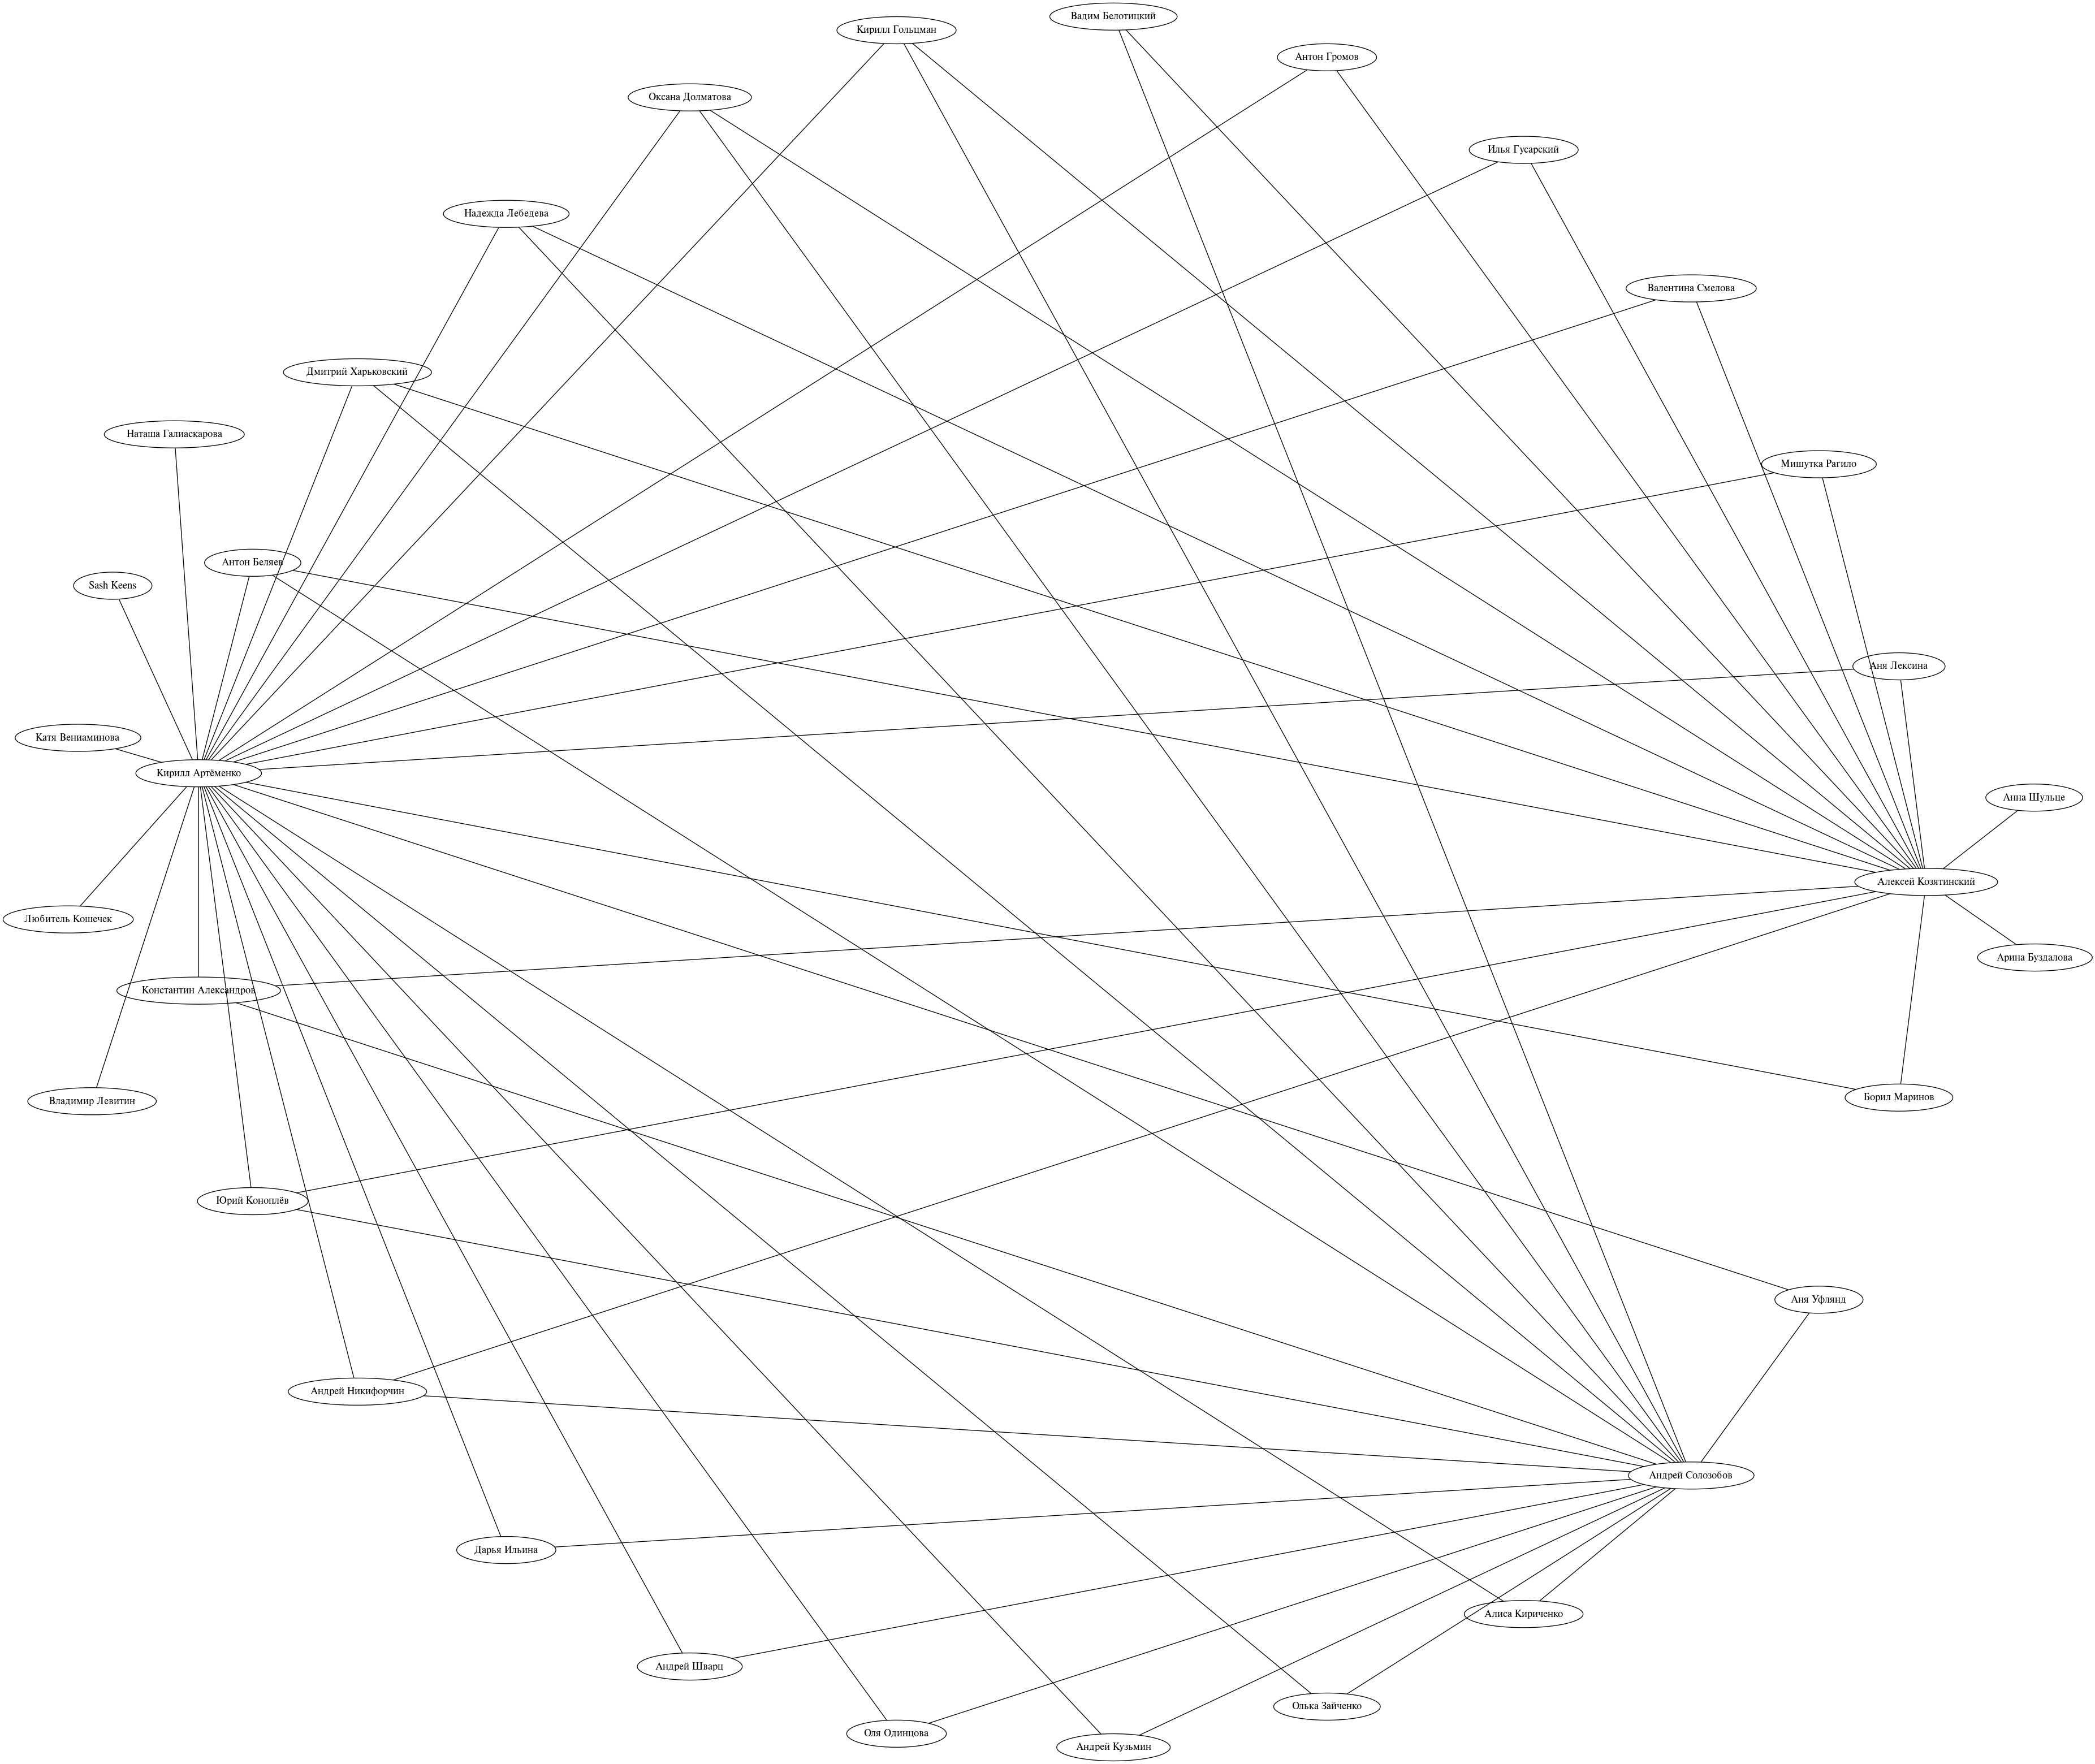 Вадим Белотицкий
Кирилл Гольцман
Антон Громов
Оксана Долматова
Илья Гусарский
Надежда Лебедева
Валентина Смелова
Дмитрий Харьковский
Наташа Галиаскарова
Мишутка Рагило
Антон Беляев
Sash Keens
Аня Лексина
Катя Вениаминова
Кирилл Артёменко
Анна Шульце
Алексей Козятинский
Любитель Кошечек
Арина Буздалова
Константин Александров
Борил Маринов
Владимир Левитин
Юрий Коноплёв
Аня Уфлянд
Андрей Никифорчин
Андрей Солозобов
Дарья Ильина
Алиса Кириченко
Андрей Шварц
Олька Зайченко
Оля Одинцова
Андрей Кузьмин